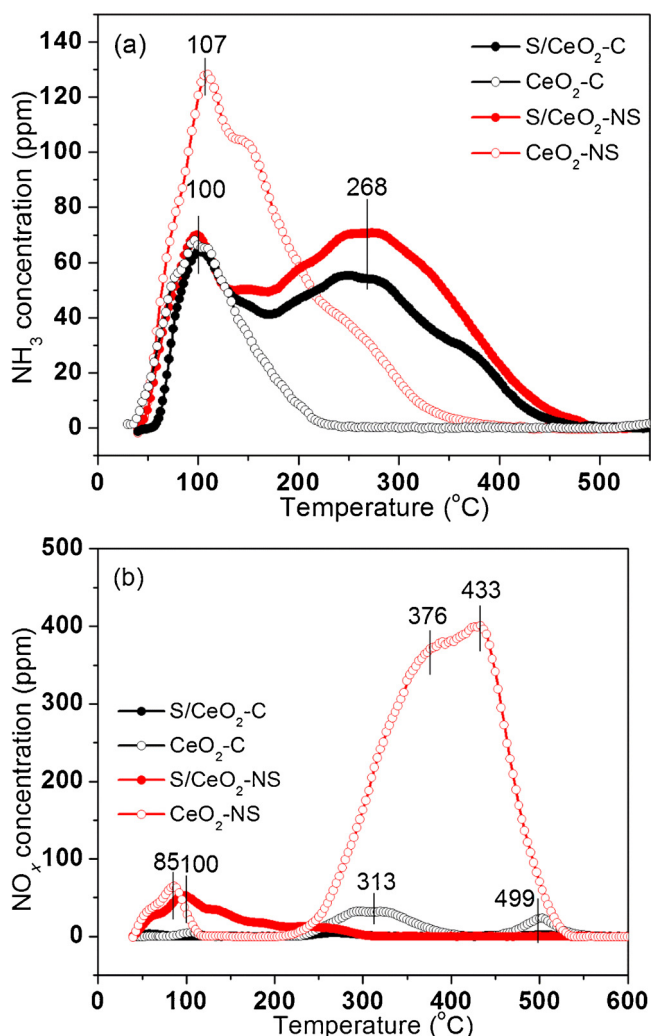 (a)
107
100
268
S/CeO₂-C
CeO₂-C
S/CeO₂-NS
CeO₂-NS
NH₃ concentration (ppm)
140
120
100
80
60
40
20
0
0 100 200 300 400 500
Temperature (°C)
(b)
376
433
S/CeO₂-C
CeO₂-C
S/CeO₂-NS
CeO₂-NS
85 100
313
499
NOₓ concentration (ppm)
500
400
300
200
100
0
0 100 200 300 400 500 600
Temperature (°C)